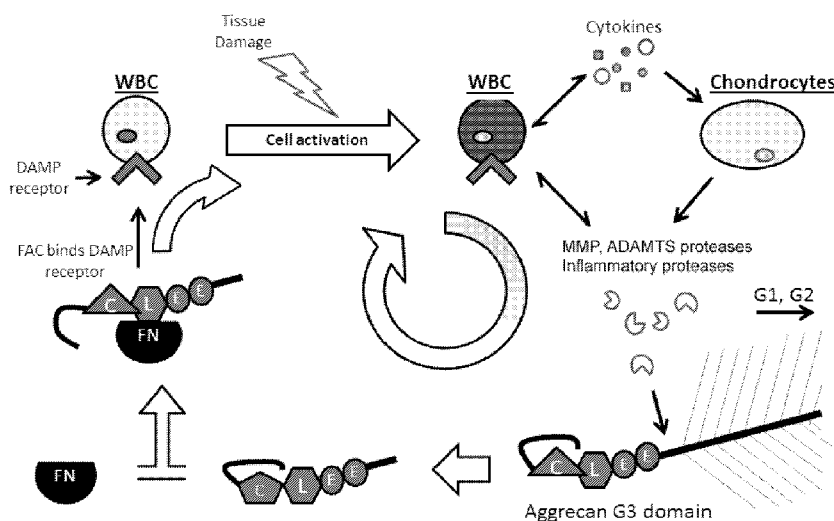 Tissue
Damage
Cytokines
WBC
WBC
Chondrocytes
Cell activation
DAMP
receptor
FAC binds DAMP
receptor
MMP, ADAMTS proteases
Inflammatory proteases
G1, G2
C L E E
FN
FN
C L F F
C L E E
Aggrecan G3 domain